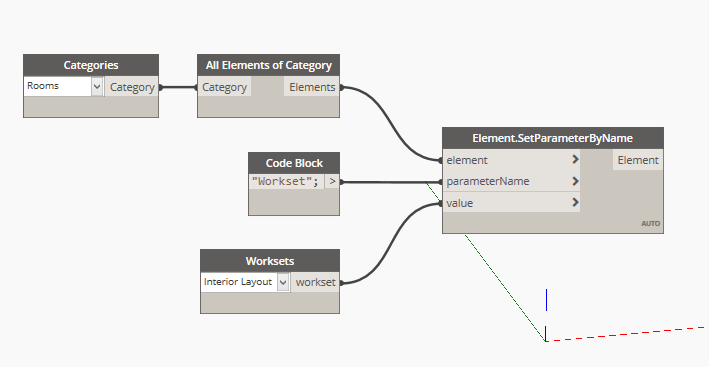 Categories
Rooms
Category
All Elements of Category
Category
Elements
Code Block
"Workset";
>
Worksets
Interior Layout
workset
Element.SetParameterByName
element
>
Element
parameterName
>
value
>
AUTO